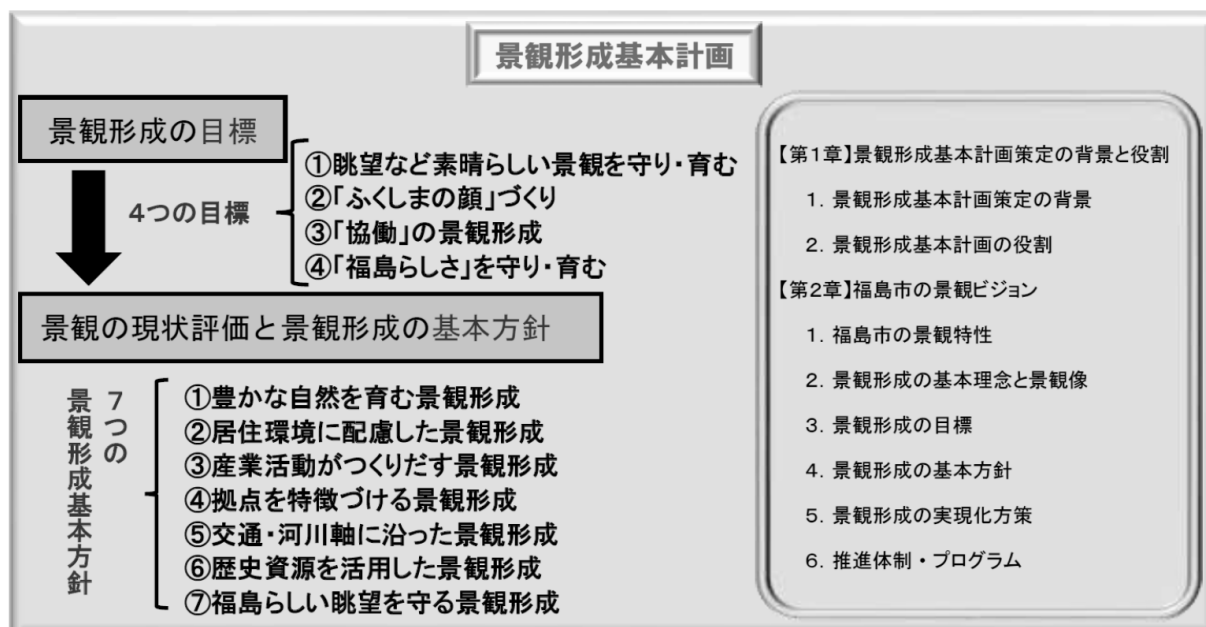 景観形成基本計画
景観形成の目標
4つの目標
①眺望など素晴らしい景観を守り・育む
②「ふくしまの顔」づくり
③「協働」の景観形成
④「福島らしさ」を守り・育む
景観の現状評価と景観形成の基本方針
7つの
景観形成基本方針
①豊かな自然を育む景観形成
②居住環境に配慮した景観形成
③産業活動がつくりだす景観形成
④拠点を特徴づける景観形成
⑤交通・河川軸に沿った景観形成
⑥歴史資源を活用した景観形成
⑦福島らしい眺望を守る景観形成
【第1章】景観形成基本計画策定の背景と役割
1. 景観形成基本計画策定の背景
2. 景観形成基本計画の役割
【第2章】福島市の景観ビジョン
1. 福島市の景観特性
2. 景観形成の基本理念と景観像
3. 景観形成の目標
4. 景観形成の基本方針
5. 景観形成の実現化方策
6. 推進体制・プログラム